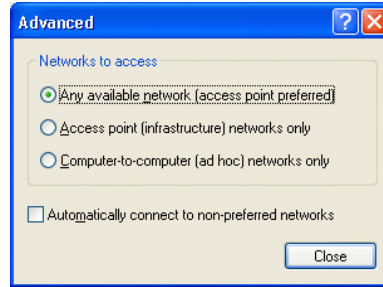 Advanced
Networks to access
Any available network (access point preferred)
Access point (infrastructure) networks only
Computer-to-computer (ad hoc) networks only
Automatically connect to non-preferred networks
Close